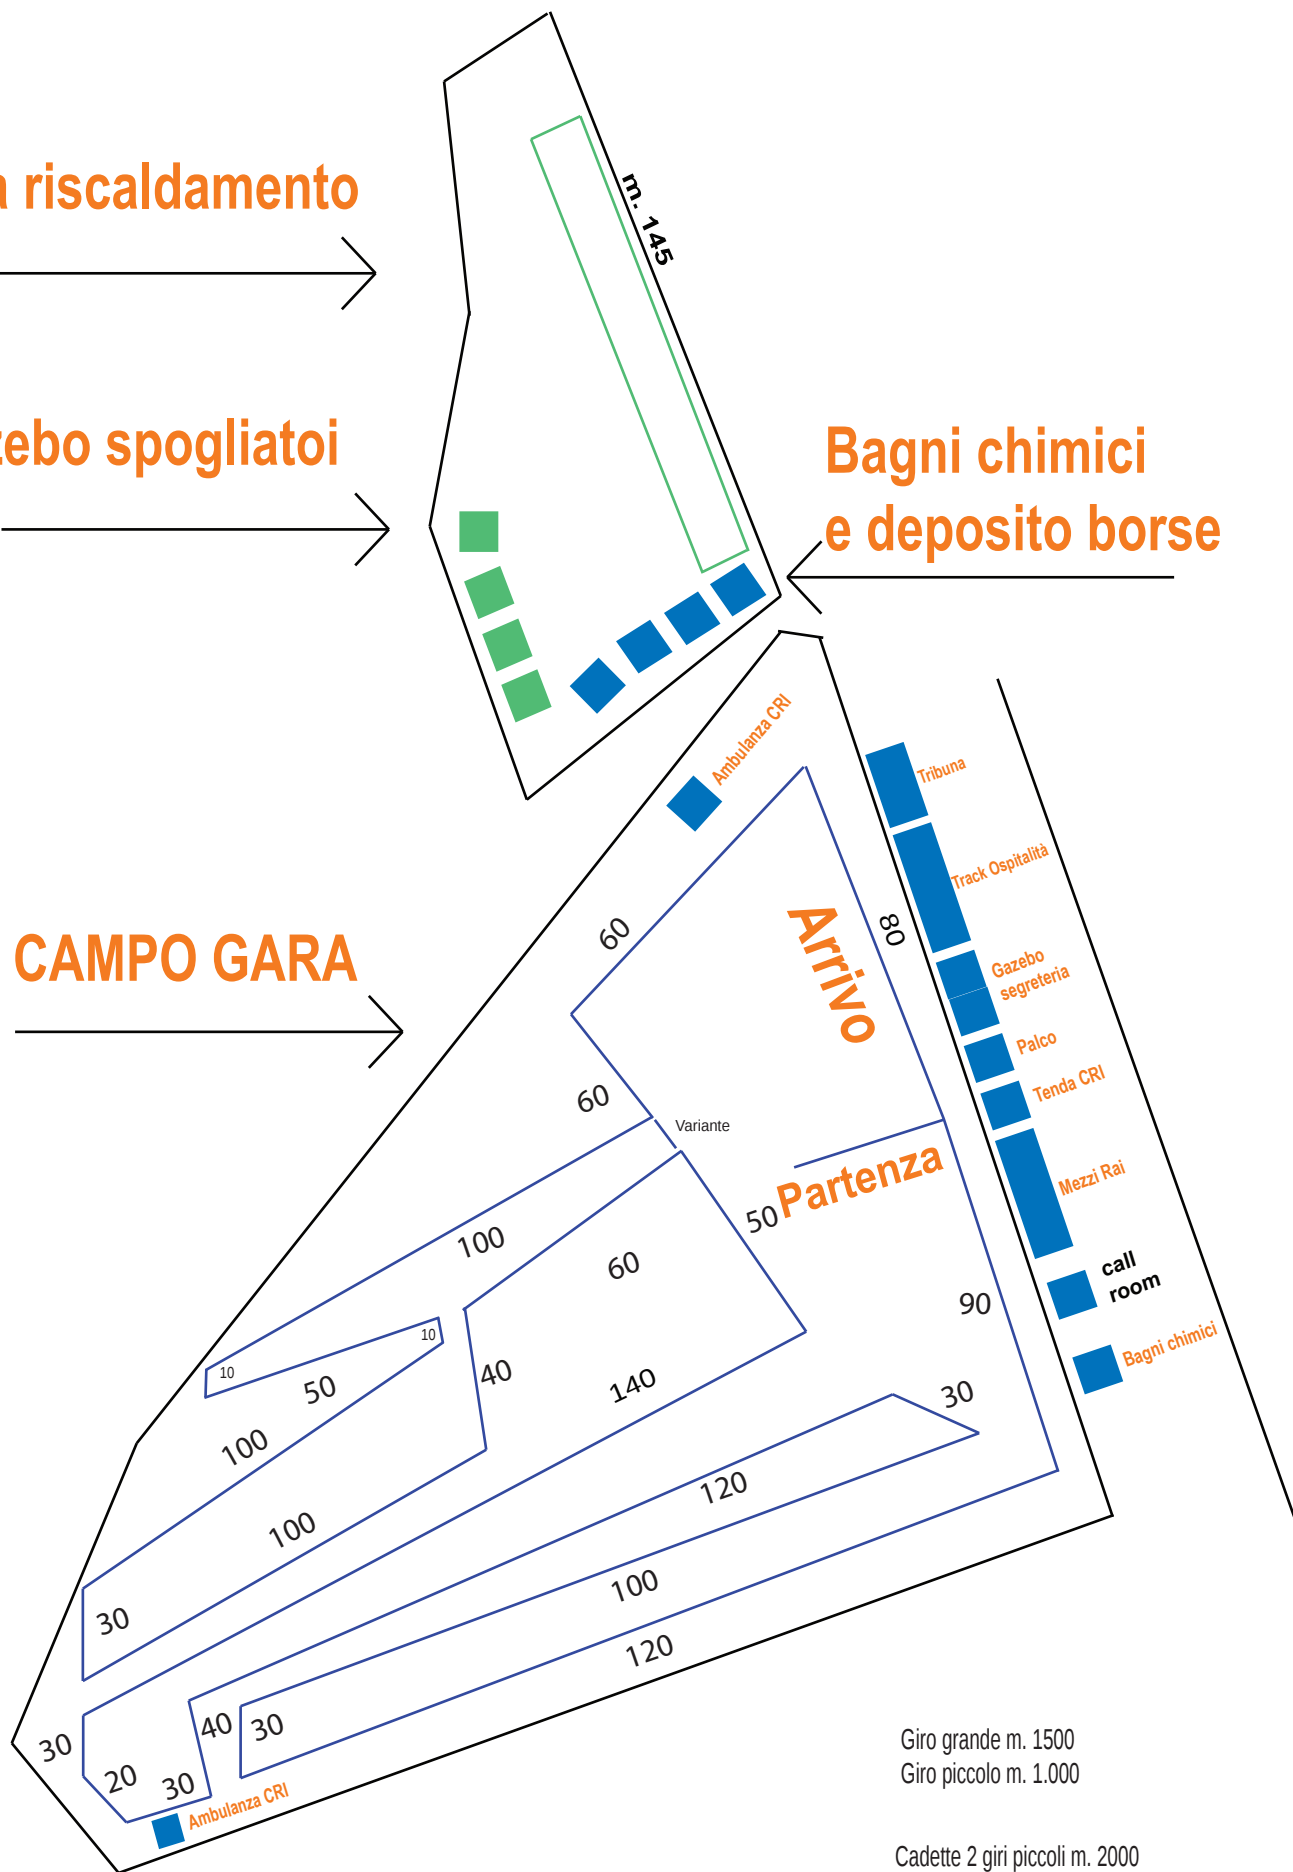 a riscaldamento
m. 145
zebo spogliatoi
Bagni chimici
e deposito borse
Ambulanza CRI
Tribuna
Track Ospitalità
60
Arrivo
80
CAMPO GARA
Gazebo
segreteria
Palco
Tenda CRI
60
Variante
Partenza
Mezzi Rai
50
100
60
call
room
90
10
10
50
40
140
Bagni chimici
30
100
120
100
100
30
120
40
30
30
20
30
Ambulanza CRI
Giro grande m. 1500
Giro piccolo m. 1.000
Cadette 2 giri piccoli m. 2000